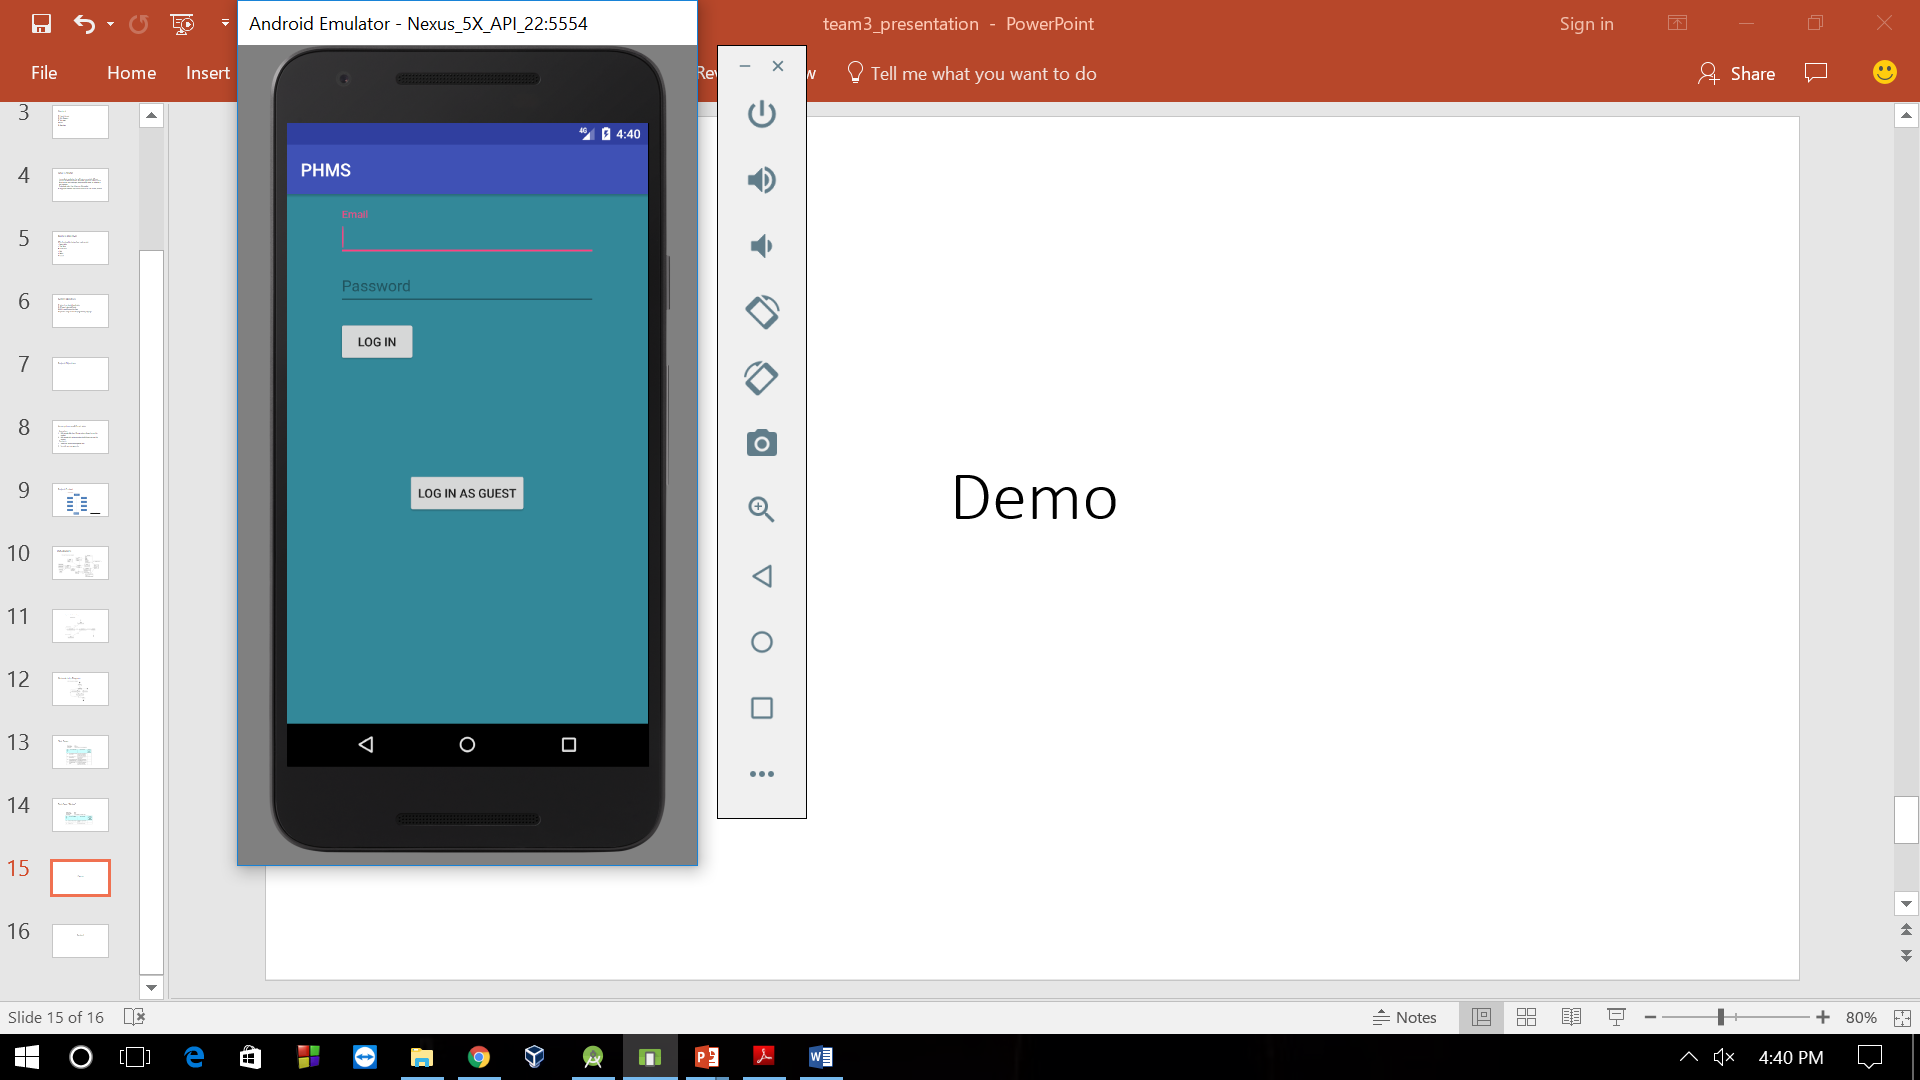 Android Emulator - Nexus_5X_API_22:5554
team3_presentation - PowerPoint
Sign in
File
Home
Insert
Tell me what you want to do
Share
4G
4:40
PHMS
Email
Password
LOG IN
LOG IN AS GUEST
Demo
3
4
5
6
7
8
9
10
11
12
13
14
15
16
Slide 15 of 16
Notes
80%
4:40 PM